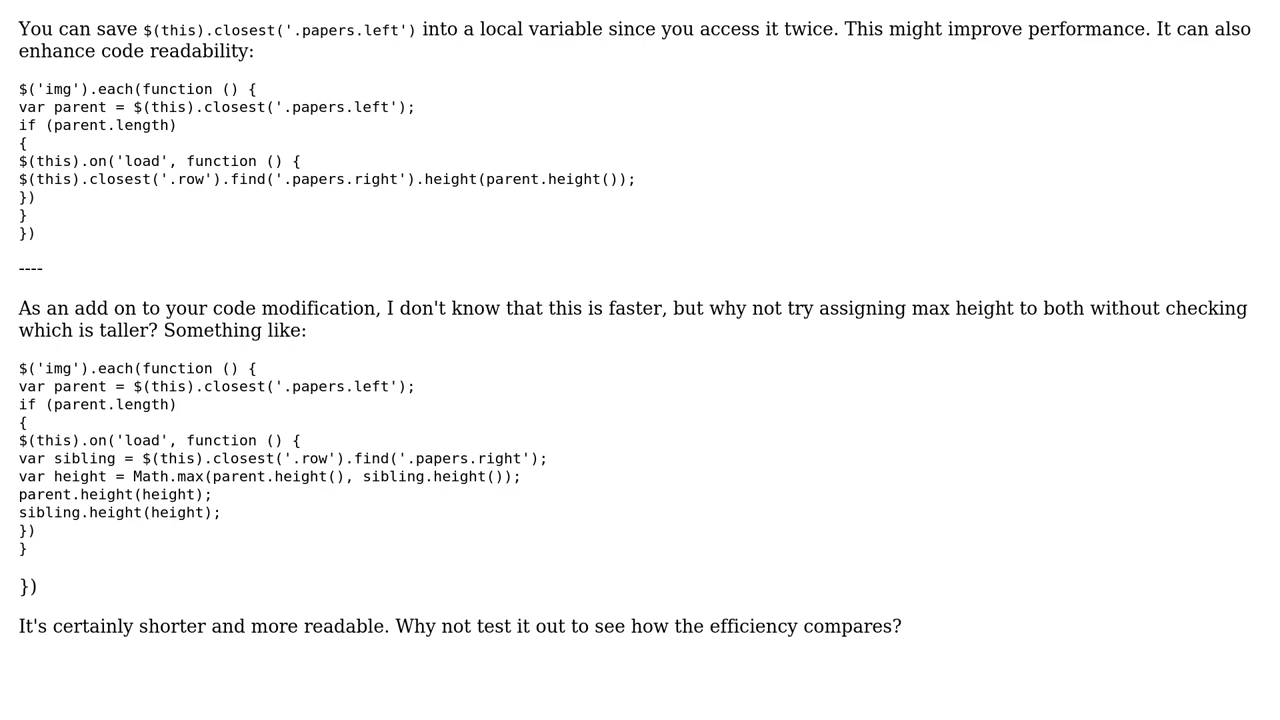 You can save $(this).closest('.papers.left') into a local variable since you access it twice. This might improve performance. It can also
enhance code readability:
$('img').each(function () {
var parent = $(this).closest('.papers.left');
if (parent.length)
{
$(this).on('load', function () {
$(this).closest('.row').find('.papers.right').height(parent.height());
})
}
})
----
As an add on to your code modification, I don't know that this is faster, but why not try assigning max height to both without checking
which is taller? Something like:
$('img').each(function () {
var parent = $(this).closest('.papers.left');
if (parent.length)
{
$(this).on('load', function () {
var sibling = $(this).closest('.row').find('.papers.right');
var height = Math.max(parent.height(), sibling.height());
parent.height(height);
sibling.height(height);
})
}
})
It's certainly shorter and more readable. Why not test it out to see how the efficiency compares?